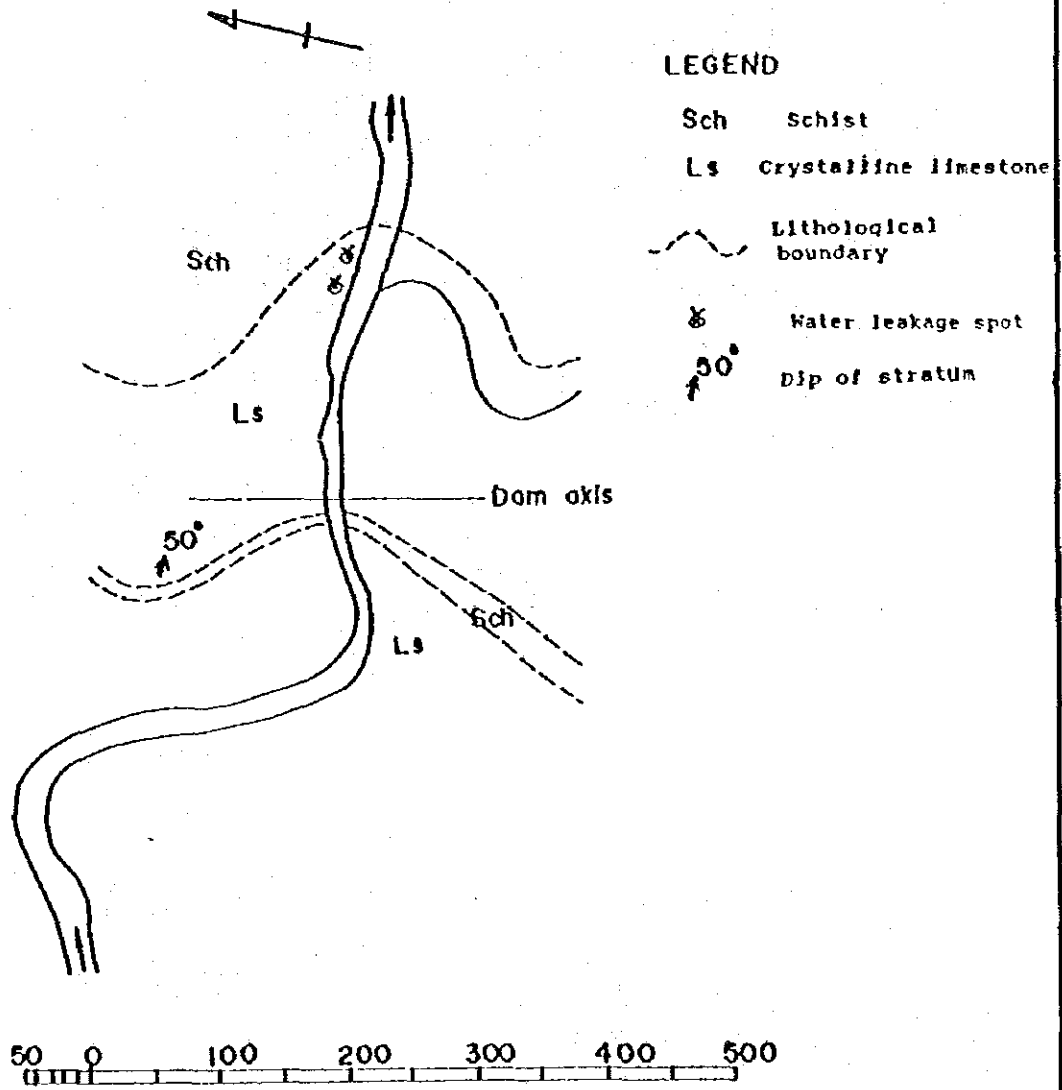 LEGEND
Sch Schist
Ls Crystalline limestone
Lithological
boundary
Water leakage spot
50° Dip of stratum
Sch
Ls
Dam axis
50°
Sch
Ls
50 0 100 200 300 400 500